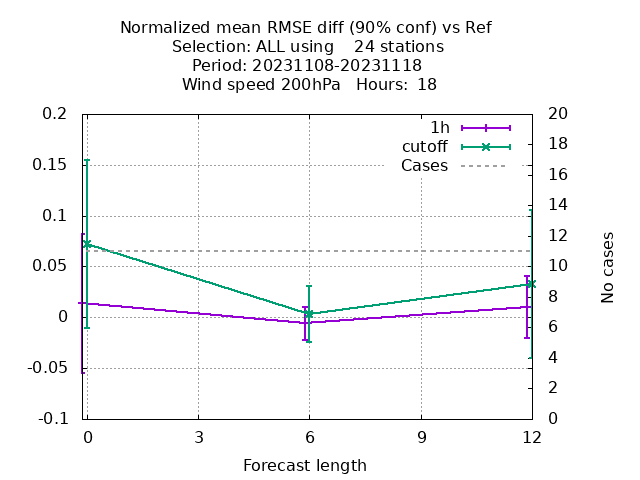 Normalized mean RMSE diff (90% conf) vs Ref
Selection: ALL using    24 stations
Period: 20231108-20231118
Wind speed 200hPa   Hours:  18
0.2
0.15
0.1
0.05
0
-0.05
-0.1
1h
cutoff
Cases
20
18
16
14
12
10
8
6
4
2
0
No cases
0
3
6
9
12
Forecast length